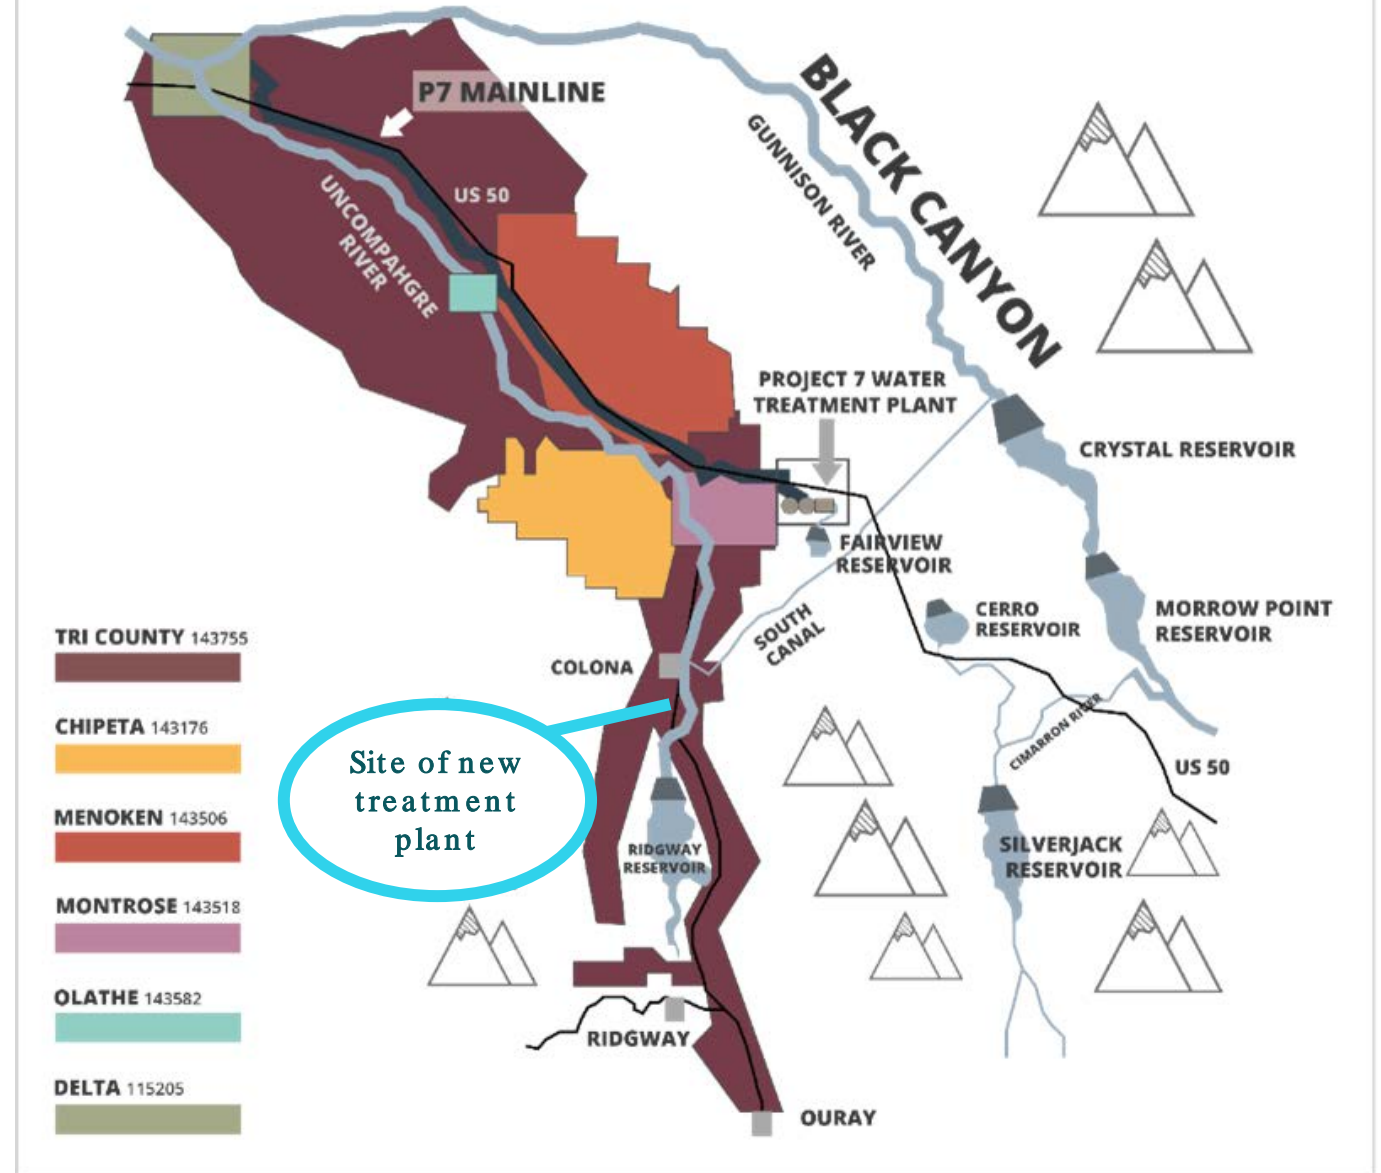 P7 MAINLINE
BLACK CANYON
GUNNISON RIVER
US 50
UNCOMPAHGRE
RIVER
PROJECT 7 WATER
TREATMENT PLANT
CRYSTAL RESERVOIR
FAIRVIEW
RESERVOIR
CERRO
RESERVOIR
MORROW POINT
RESERVOIR
SOUTH
CANAL
COLONA
CIMARRON RIVER
US 50
Site of new
treatment
plant
RIDGWAY
RESERVOIR
SILVERJACK
RESERVOIR
RIDGWAY
OURAY
TRI COUNTY 143755
CHIPETA 143176
MENOKEN 143506
MONTROSE 143518
OLATHE 143582
DELTA 115205